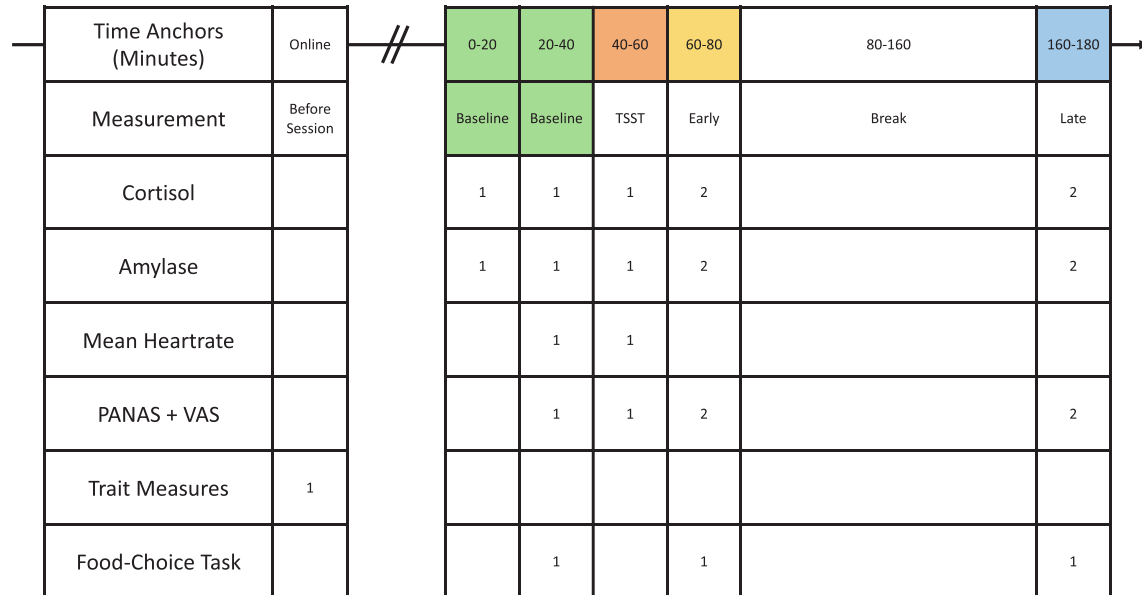 Time Anchors
(Minutes)
Online
0-20
20-40
40-60
60-80
80-160
160-180
Measurement
Before
Session
Baseline
Baseline
TSST
Early
Break
Late
Cortisol
1
1
1
2
2
Amylase
1
1
1
2
2
Mean Heartrate
1
1
PANAS + VAS
1
1
2
2
Trait Measures
1
Food-Choice Task
1
1
1